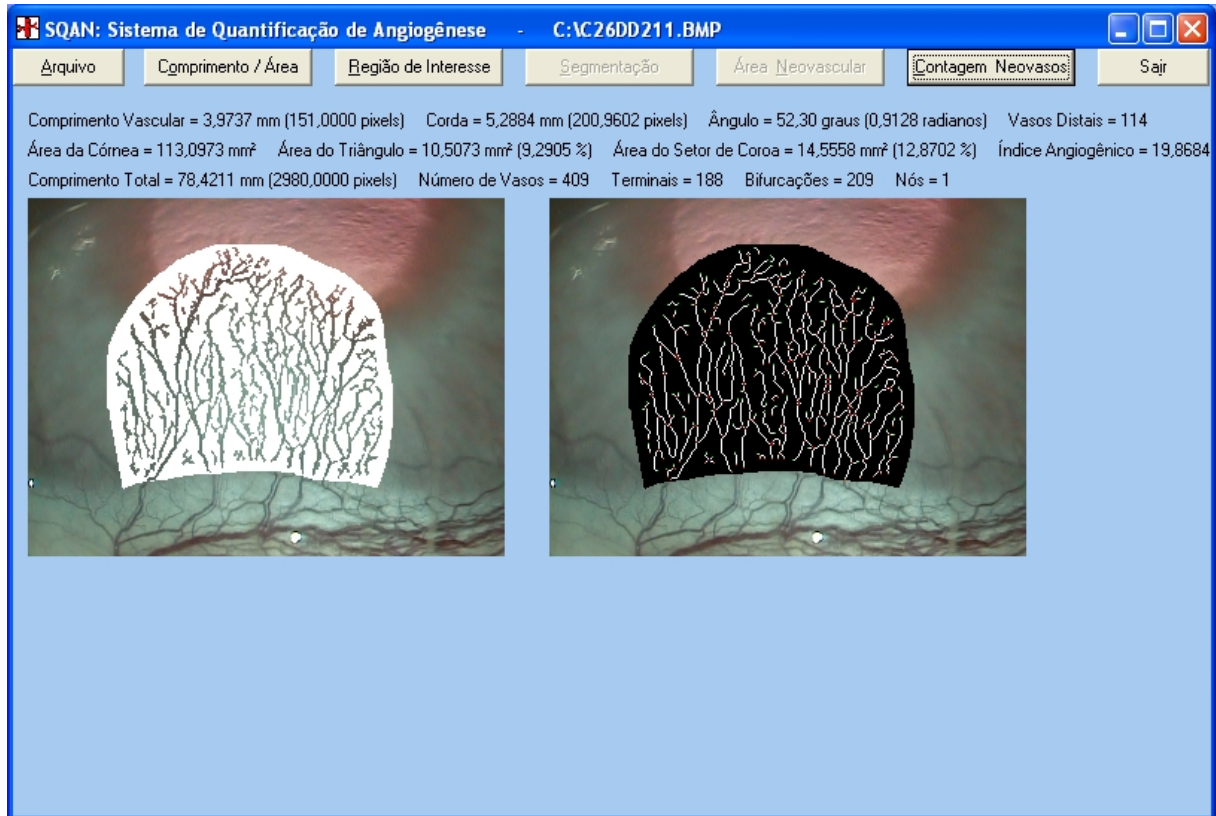 SQAN: Sistema de Quantificação de Angiogênese - C:\C26DD211.BMP
Arquivo Comprimento / Área Região de Interesse Segmentação Área Neovascular Contagem Neovasos Sair
Comprimento Vascular = 3,9737 mm (151,0000 pixels) Corda = 5,2884 mm (200,9602 pixels) Ângulo = 52,30 graus (0,9128 radianos) Vasos Distais = 114
Área da Córnea = 113,0973 mm² Área do Triângulo = 10,5073 mm² (9,2905 %) Área do Setor de Coroa = 14,5558 mm² (12,8702 %) Índice Angiogênico = 19,8684
Comprimento Total = 78,4211 mm (2980,0000 pixels) Número de Vasos = 409 Terminais = 188 Bifurcações = 209 Nós = 1